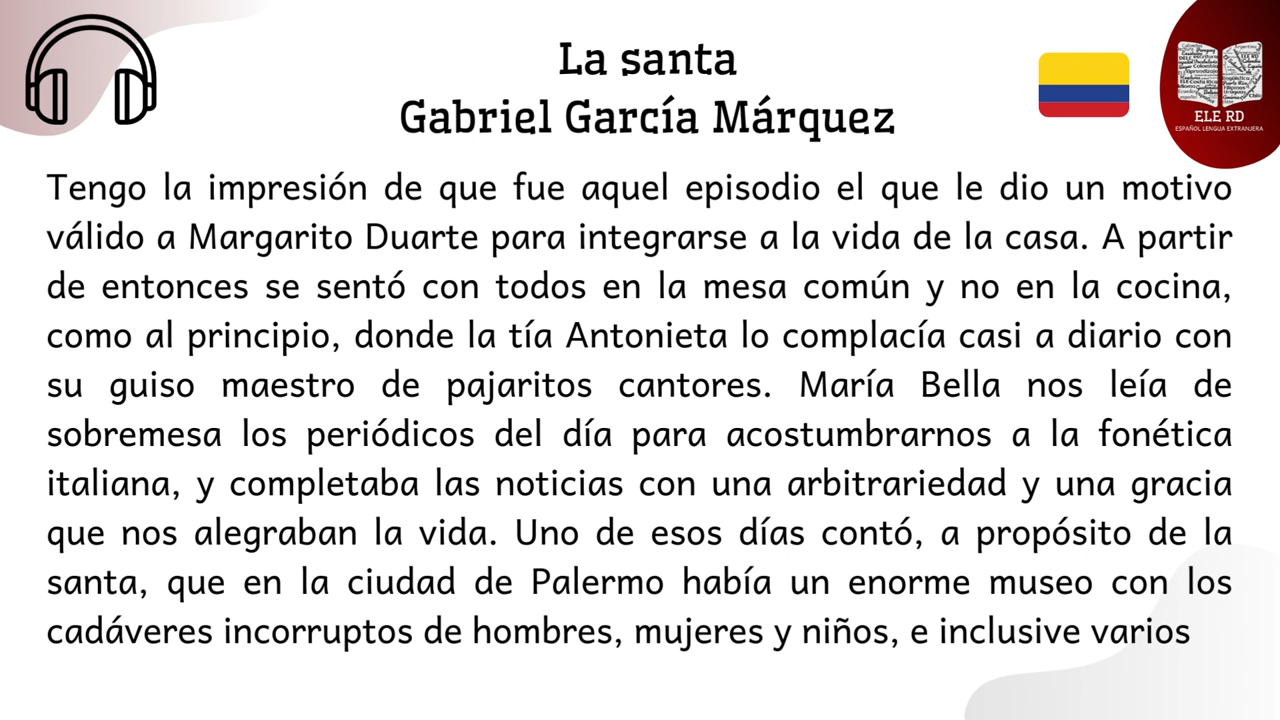 La santa
Gabriel García Márquez
ELE RD
ESPAÑOL LENGUA EXTRANJERA
Tengo la impresión de que fue aquel episodio el que le dio un motivo
válido a Margarito Duarte para integrarse a la vida de la casa. A partir
de entonces se sentó con todos en la mesa común y no en la cocina,
como al principio, donde la tía Antonieta lo complacía casi a diario con
su guiso maestro de pajaritos cantores. María Bella nos leía de
sobremesa los periódicos del día para acostumbrarnos a la fonética
italiana, y completaba las noticias con una arbitrariedad y una gracia
que nos alegraban la vida. Uno de esos días contó, a propósito de la
santa, que en la ciudad de Palermo había un enorme museo con los
cadáveres incorruptos de hombres, mujeres y niños, e inclusive varios